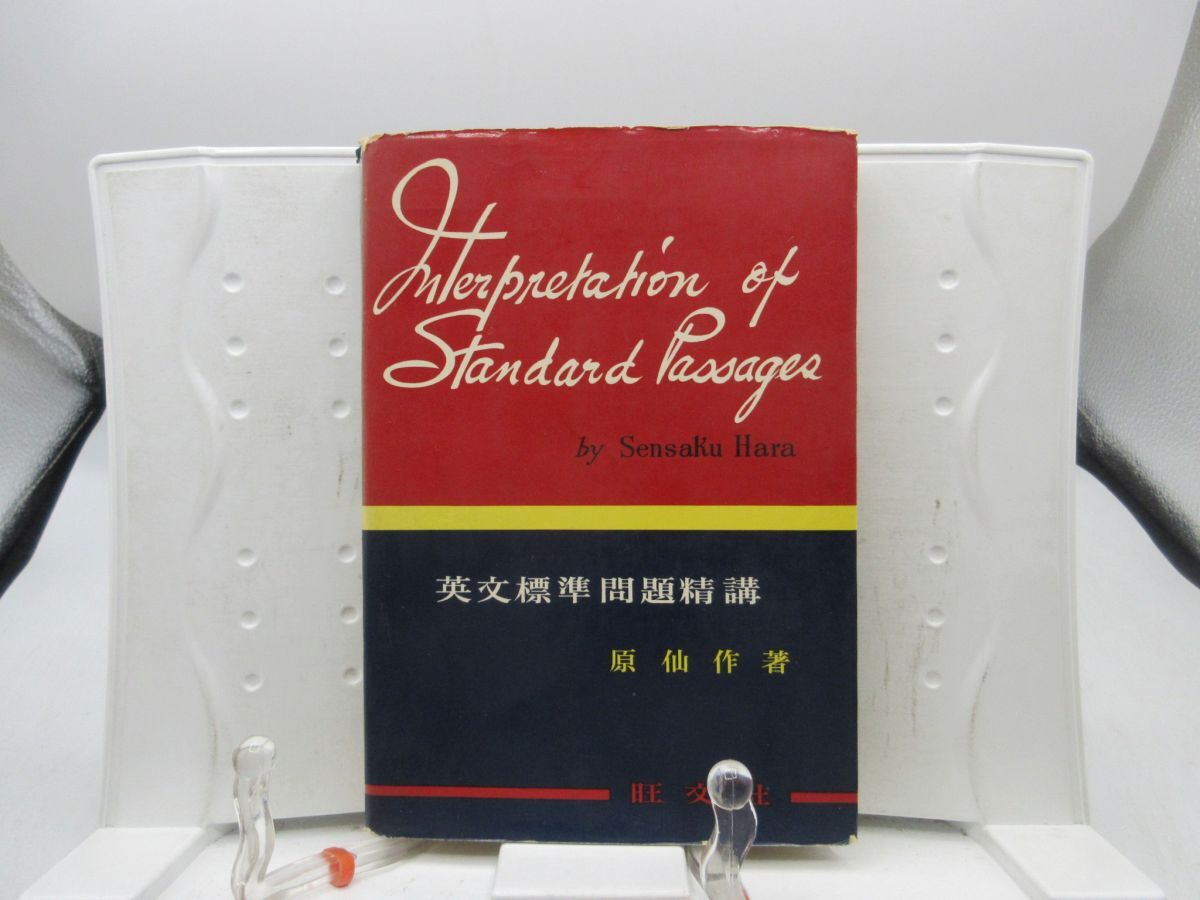 Interpretation of
Standard Passages
by Sensaku Hara
英文標準問題精講
原仙作著
旺文社